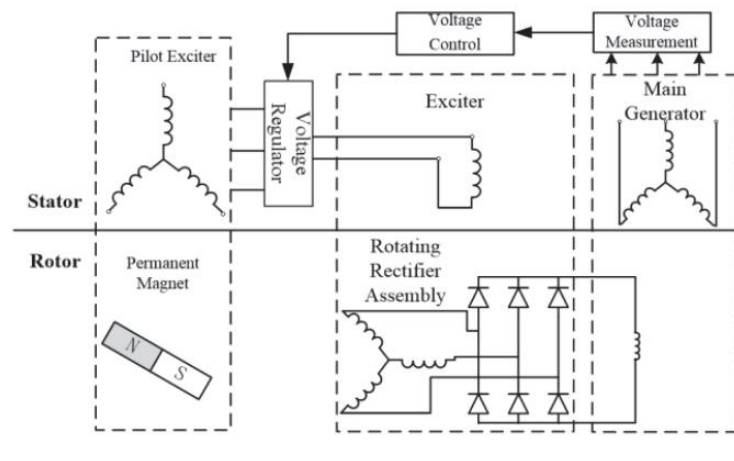 Voltage
Control
Voltage
Measurement
Pilot Exciter
Voltage
Regulator
Exciter
Main
Generator
Stator
Rotor
Permanent
Magnet
N
S
Rotating
Rectifier
Assembly